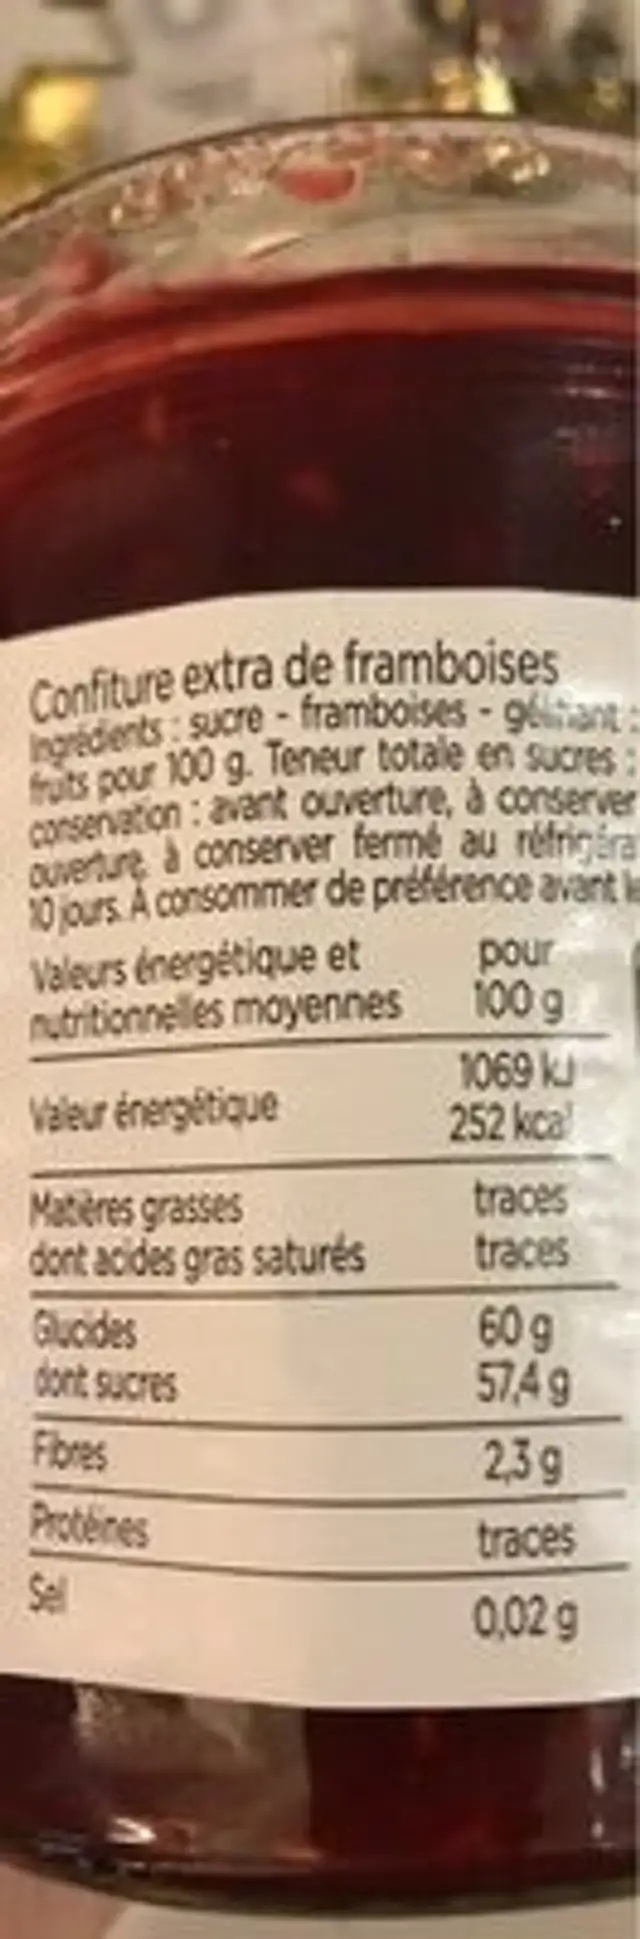 Confiture extra de framboises
Ingrédients : sucre - framboises - gélifiant :
fruits pour 100 g. Teneur totale en sucres :
conservation : avant ouverture, à conserver
ouverture, à conserver fermé au réfrigéra
10 jours. À consommer de préférence avant le
Valeurs énergétique et pour
nutritionnelles moyennes 100 g
Valeur énergétique 1069 kJ
252 kcal
Matières grasses traces
dont acides gras saturés traces
Glucides 60 g
dont sucres 57,4 g
Fibres 2,3 g
Protéines traces
Sel 0,02 g